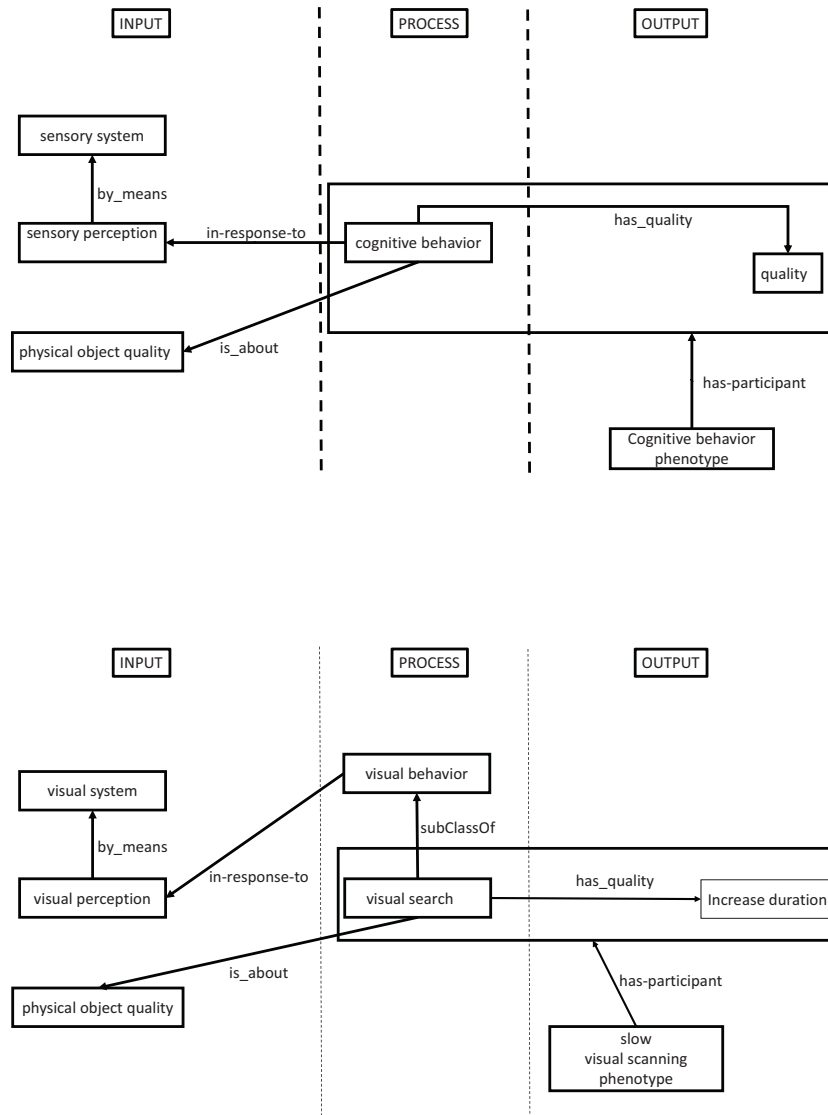 INPUT
PROCESS
OUTPUT
sensory system
by_means
sensory perception
in-response-to
cognitive behavior
has_quality
quality
physical object quality
is_about
has-participant
Cognitive behavior
phenotype
INPUT
PROCESS
OUTPUT
visual system
visual behavior
by_means
subClassOf
in-response-to
visual perception
visual search
has_quality
Increase duration
is_about
has-participant
physical object quality
slow
visual scanning
phenotype